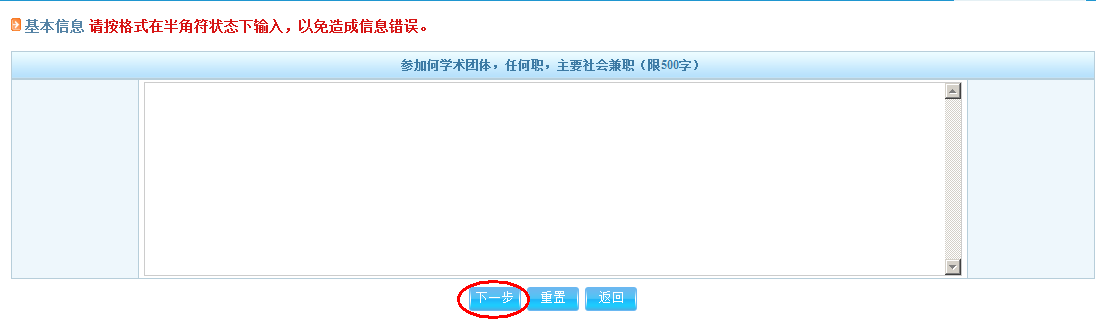 基本信息 请按格式在半角符状态下输入，以免造成信息错误。
参加何学术团体，任何职，主要社会兼职（限500字）
下一步 重置 返回